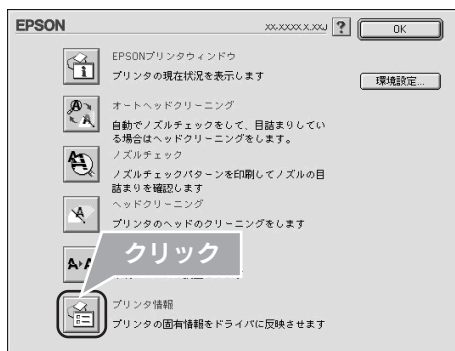 EPSON
XX.XXXX.X.XXJ ? OK
EPSONプリンタウィンドウ
プリンタの現在状況を表示します
環境設定...
オートヘッドクリーニング
自動でノズルチェックをして、目詰まりしてい
る場合はヘッドクリーニングをします。
ノズルチェック
ノズルチェックパターンを印刷してノズルの目
詰まりを確認します
ヘッドクリーニング
プリンタのヘッドのクリーニングをします
クリック
プリンタ情報
プリンタの固有情報をドライバに反映させます